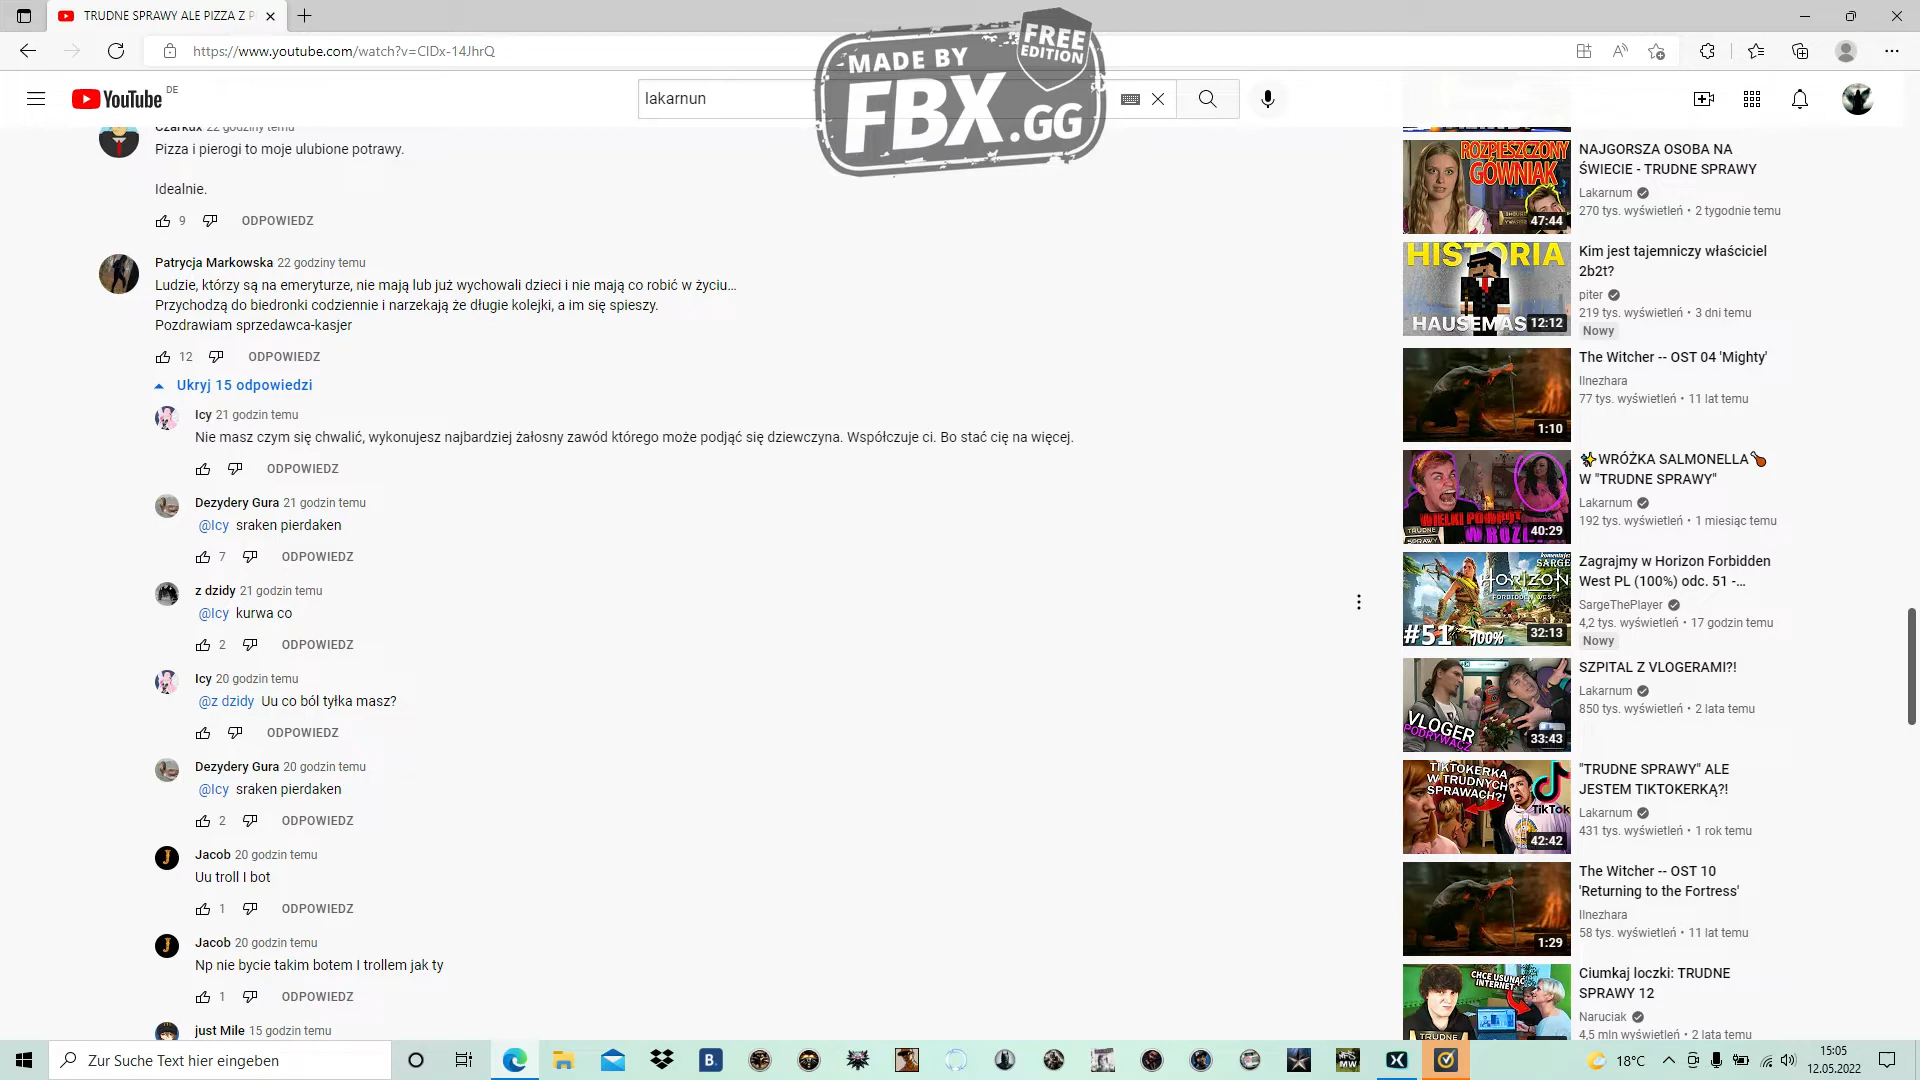 TRUDNE SPRAWY ALE PIZZA Z P
https://www.youtube.com/watch?v=CIDx-14JhrQ
MADE BY
FBX.GG
FREE
EDITION
YouTube DE
lakarnun
Czarkux 22 godziny temu
Pizza i pierogi to moje ulubione potrawy.
Idealnie.
9 ODPOWIEDZ
Patrycja Markowska 22 godziny temu
Ludzie, którzy są na emeryturze, nie mają lub już wychowali dzieci i nie mają co robić w życiu...
Przychodzą do biedronki codziennie i narzekają że długie kolejki, a im się spieszy.
Pozdrawiam sprzedawca-kasjer
12 ODPOWIEDZ
Ukryj 15 odpowiedzi
Icy 21 godzin temu
Nie masz czym się chwalić, wykonujesz najbardziej żałosny zawód którego może podjąć się dziewczyna. Współczuje ci. Bo stać cię na więcej.
ODPOWIEDZ
Dezydery Gura 21 godzin temu
@Icy sraken pierdaken
7 ODPOWIEDZ
z dzidy 21 godzin temu
@Icy kurwa co
2 ODPOWIEDZ
Icy 20 godzin temu
@z dzidy Uu co ból tyłka masz?
ODPOWIEDZ
Dezydery Gura 20 godzin temu
@Icy sraken pierdaken
2 ODPOWIEDZ
Jacob 20 godzin temu
Uu troll I bot
1 ODPOWIEDZ
Jacob 20 godzin temu
Np nie bycie takim botem I trollem jak ty
1 ODPOWIEDZ
just Mile 15 godzin temu
ROZPIESZCZONY
GÓWNIAK
47:44
NAJGORSZA OSOBA NA
ŚWIECIE - TRUDNE SPRAWY
Lakarnum
270 tys. wyświetleń • 2 tygodnie temu
HISTORIA
HAUSEMAS
12:12
Kim jest tajemniczy właściciel
2b2t?
piter
219 tys. wyświetleń • 3 dni temu
Nowy
1:10
The Witcher -- OST 04 'Mighty'
Ilnezhara
77 tys. wyświetleń • 11 lat temu
WIELKI POWRÓT
WRÓŻ
TRUDNE
SPRAWY
40:29
✨WRÓŻKA SALMONELLA🍗
W "TRUDNE SPRAWY"
Lakarnum
192 tys. wyświetleń • 1 miesiąc temu
komentuje
SARGE
HORIZON
FORBIDDEN WEST
#51 100%
32:13
Zagrajmy w Horizon Forbidden
West PL (100%) odc. 51 -...
SargeThePlayer
4,2 tys. wyświetleń • 17 godzin temu
Nowy
VLOGER
PODRYWACZ
33:43
SZPITAL Z VLOGERAMI?!
Lakarnum
850 tys. wyświetleń • 2 lata temu
TIKTOKERKA
W TRUDNYCH
SPRAWACH?!
TikTok
42:42
"TRUDNE SPRAWY" ALE
JESTEM TIKTOKERKĄ?!
Lakarnum
431 tys. wyświetleń • 1 rok temu
1:29
The Witcher -- OST 10
'Returning to the Fortress'
Ilnezhara
58 tys. wyświetleń • 11 lat temu
CHCE USUNĄĆ
INTERNET
TRUDNE
Ciumkaj loczki: TRUDNE
SPRAWY 12
Naruciak
4,5 mln wyświetleń • 2 lata temu
Zur Suche Text hier eingeben
B.
MW
18°C
15:05
12.05.2022